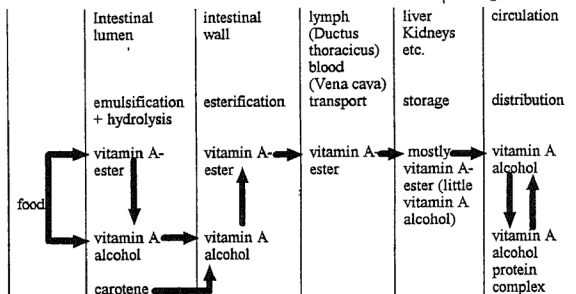 Intestinal
lumen
intestinal
wall
lymph
(Ductus
thoracicus)
blood
(Vena cava)
transport
liver
Kidneys
etc.
circulation
emulsification
+ hydrolysis
esterification
storage
distribution
food
vitamin A-
ester
vitamin A-
ester
vitamin A-
ester
mostly
vitamin A-
ester (little
vitamin A
alcohol)
vitamin A
alcohol
vitamin A
alcohol
vitamin A
alcohol
vitamin A
alcohol
protein
complex
carotene